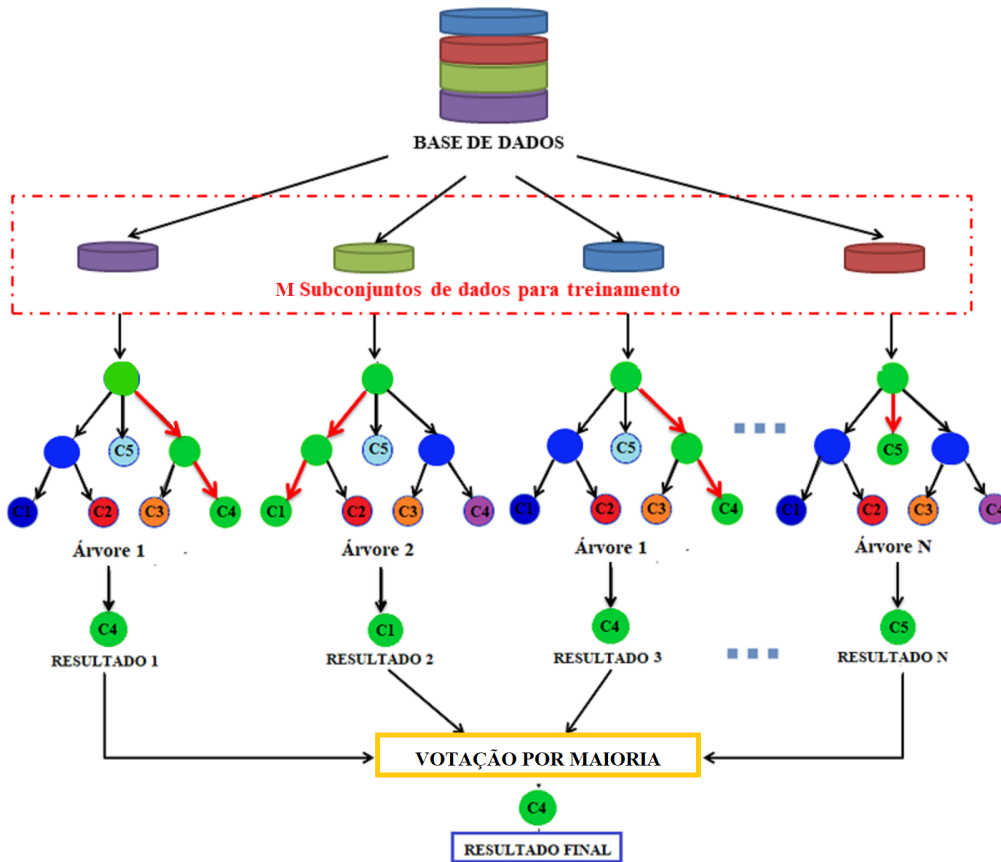 BASE DE DADOS
M Subconjuntos de dados para treinamento
C5 C5 C5 C5
C1 C2 C3 C4 C1 C2 C3 C4 C1 C2 C3 C4 C1 C2 C3 C4
Árvore 1 Árvore 2 Árvore 1 Árvore N
C4 C1 C4 C5
RESULTADO 1 RESULTADO 2 RESULTADO 3 RESULTADO N
VOTAÇÃO POR MAIORIA
C4
RESULTADO FINAL